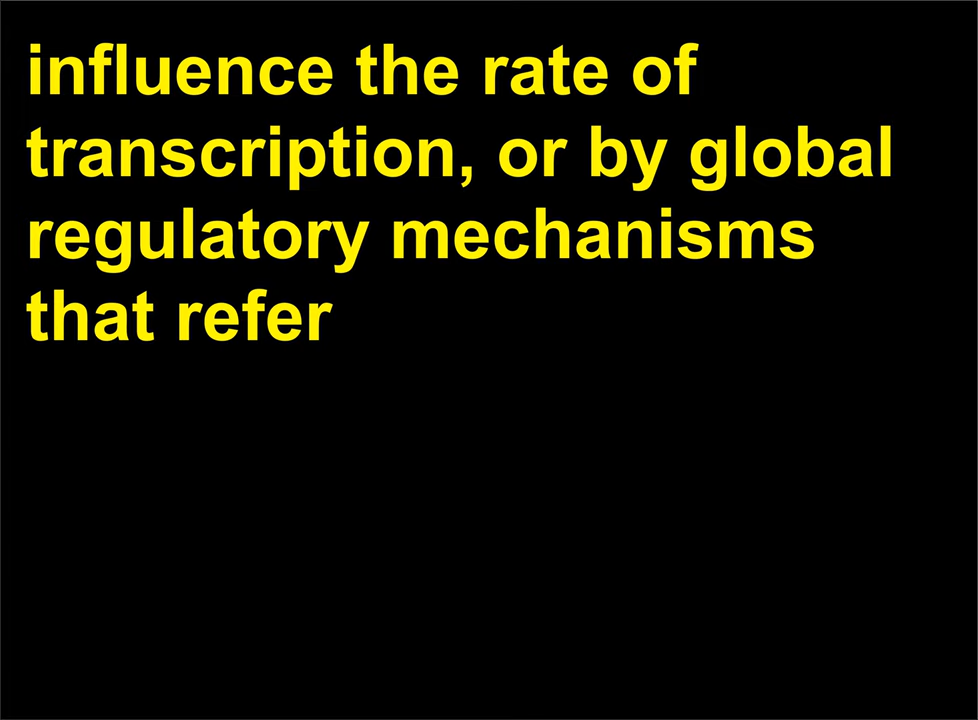 influence the rate of
transcription, or by global
regulatory mechanisms
that refer